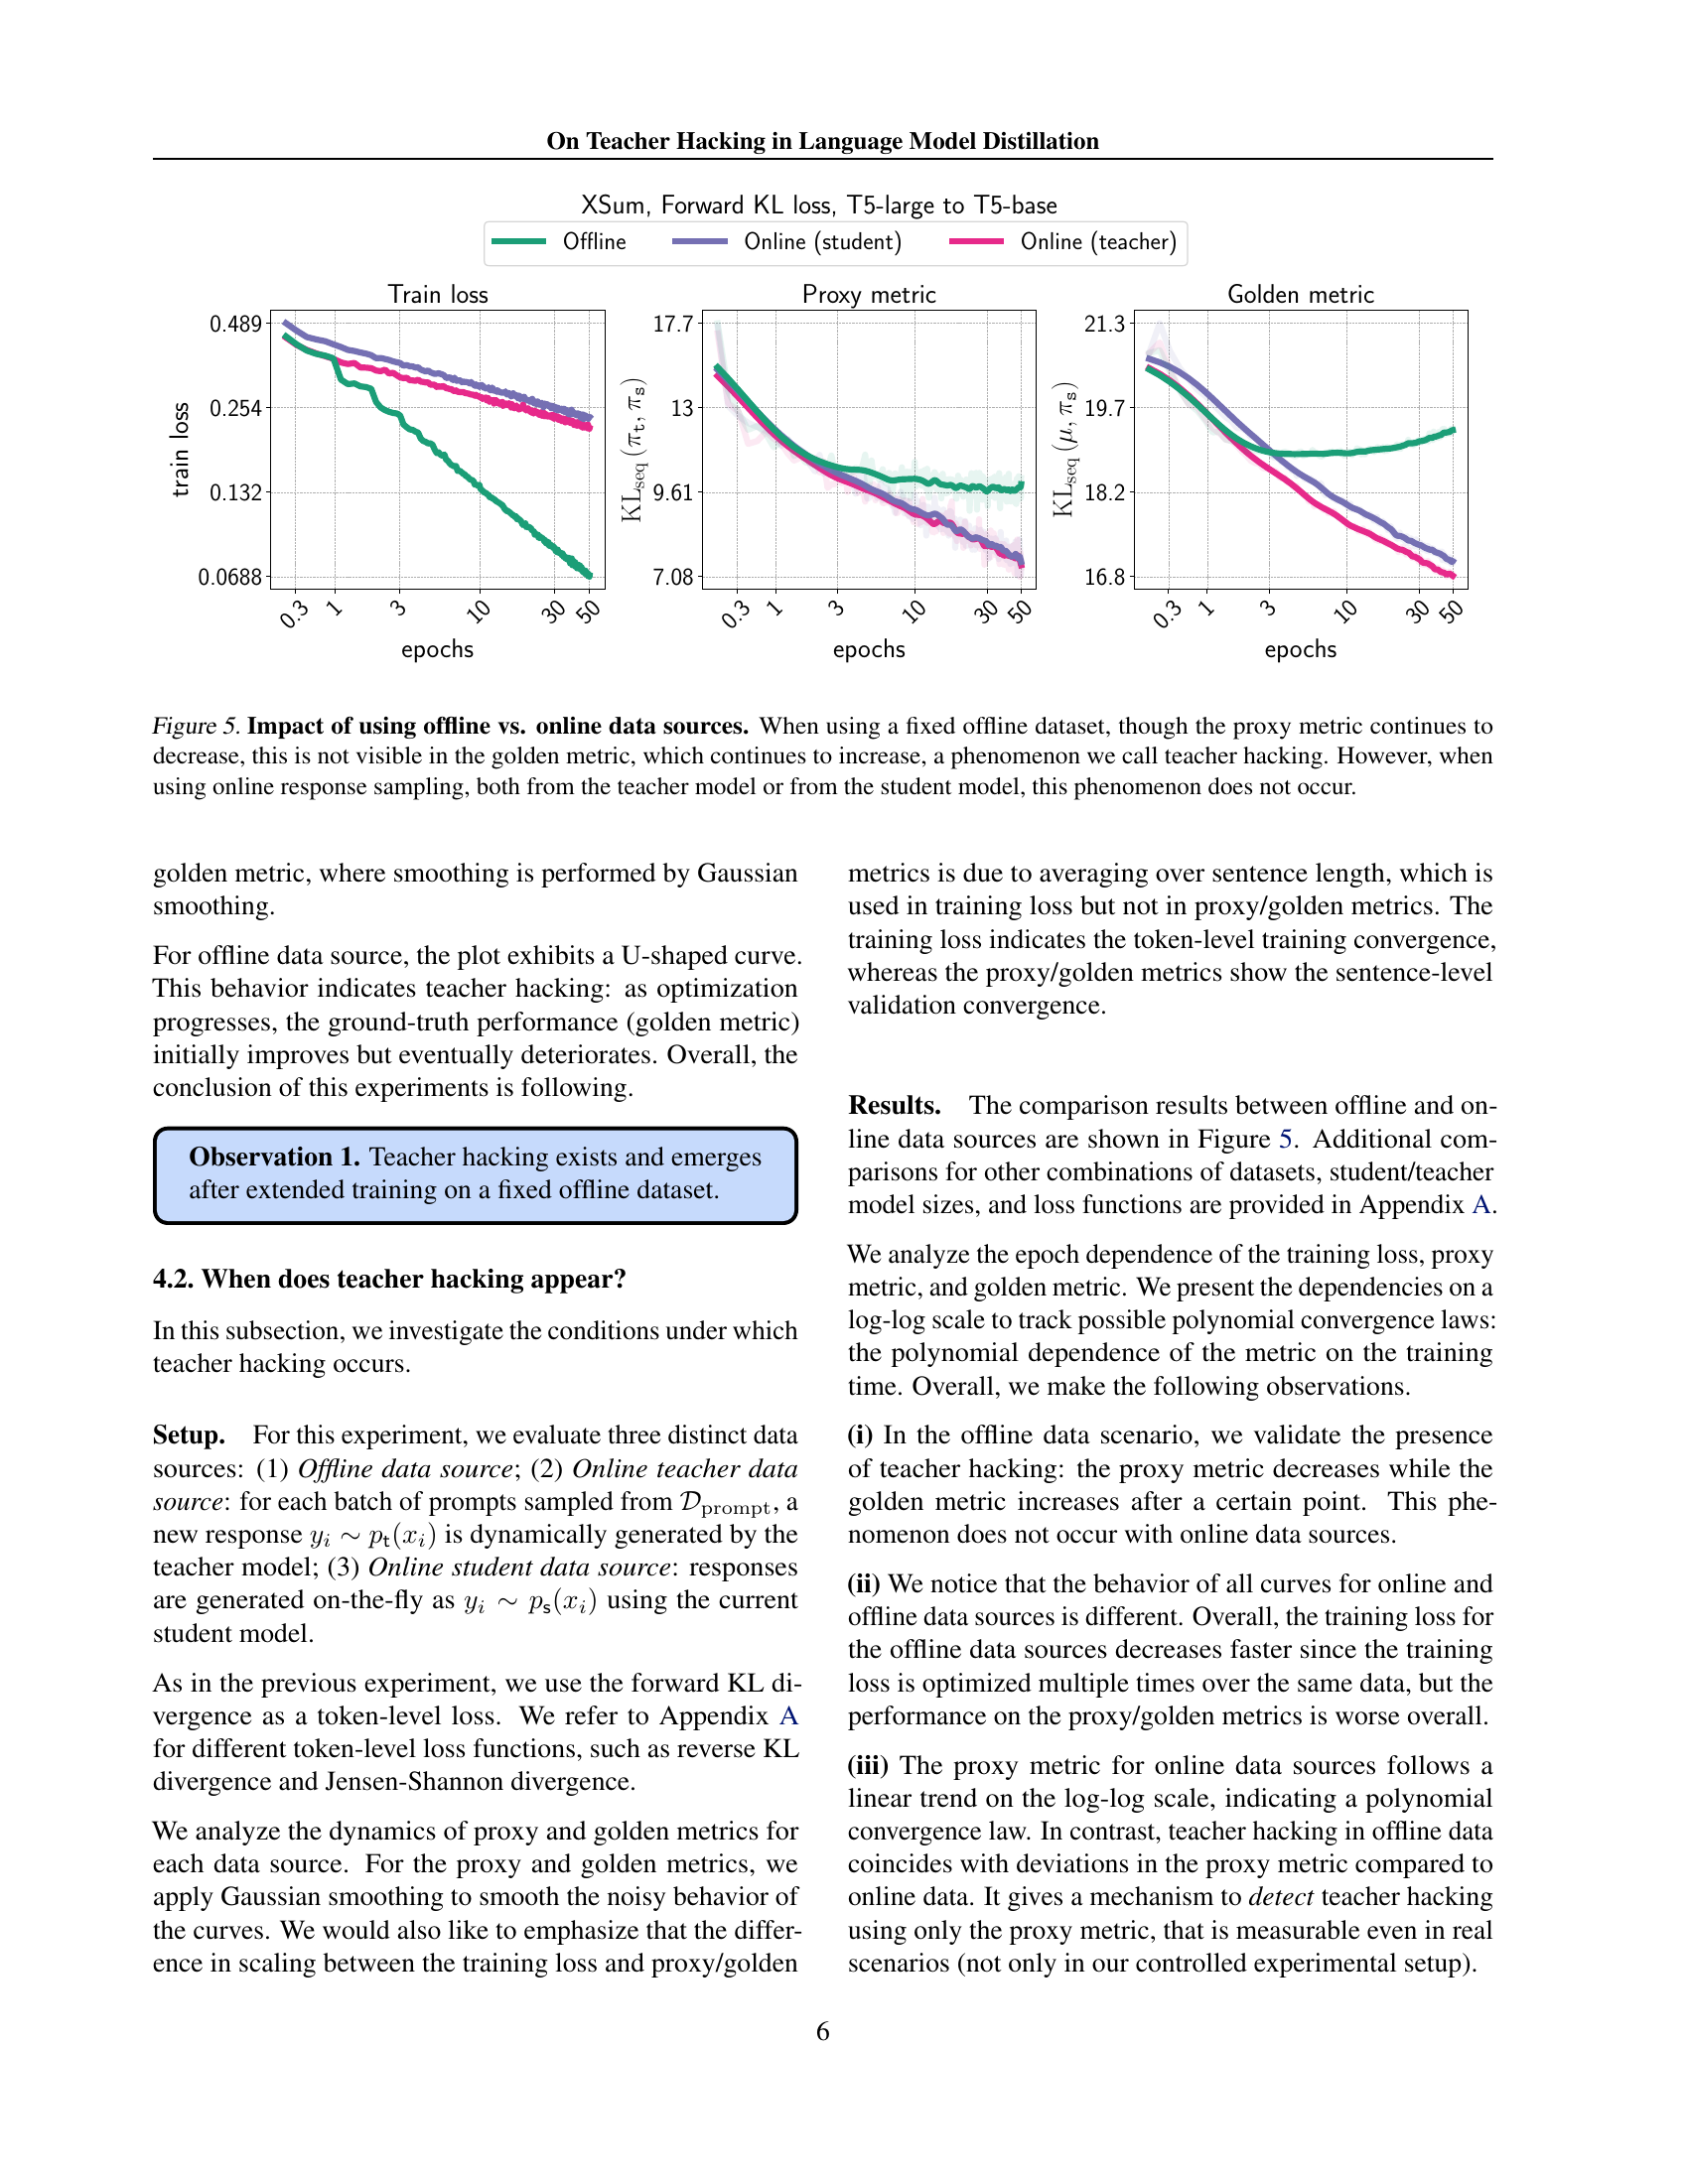 On Teacher Hacking in Language Model Distillation
XSum, Forward KL loss, T5-large to T5-base
Offline Online (student) Online (teacher)
Train loss
0.489
0.254
0.132
0.0688
train loss
0.3 1 3 10 30 50
epochs
Proxy metric
17.7
13
9.61
7.08
KLseq(πt, πs)
0.3 1 3 10 30 50
epochs
Golden metric
21.3
19.7
18.2
16.8
KLseq(μ, πs)
0.3 1 3 10 30 50
epochs
Figure 5. Impact of using offline vs. online data sources. When using a fixed offline dataset, though the proxy metric continues to
decrease, this is not visible in the golden metric, which continues to increase, a phenomenon we call teacher hacking. However, when
using online response sampling, both from the teacher model or from the student model, this phenomenon does not occur.
golden metric, where smoothing is performed by Gaussian
smoothing.
For offline data source, the plot exhibits a U-shaped curve.
This behavior indicates teacher hacking: as optimization
progresses, the ground-truth performance (golden metric)
initially improves but eventually deteriorates. Overall, the
conclusion of this experiments is following.
Observation 1. Teacher hacking exists and emerges
after extended training on a fixed offline dataset.
4.2. When does teacher hacking appear?
In this subsection, we investigate the conditions under which
teacher hacking occurs.
Setup. For this experiment, we evaluate three distinct data
sources: (1) Offline data source; (2) Online teacher data
source: for each batch of prompts sampled from Dprompt, a
new response yi ∼ pt(xi) is dynamically generated by the
teacher model; (3) Online student data source: responses
are generated on-the-fly as yi ∼ ps(xi) using the current
student model.
As in the previous experiment, we use the forward KL di-
vergence as a token-level loss. We refer to Appendix A
for different token-level loss functions, such as reverse KL
divergence and Jensen-Shannon divergence.
We analyze the dynamics of proxy and golden metrics for
each data source. For the proxy and golden metrics, we
apply Gaussian smoothing to smooth the noisy behavior of
the curves. We would also like to emphasize that the differ-
ence in scaling between the training loss and proxy/golden
metrics is due to averaging over sentence length, which is
used in training loss but not in proxy/golden metrics. The
training loss indicates the token-level training convergence,
whereas the proxy/golden metrics show the sentence-level
validation convergence.
Results. The comparison results between offline and on-
line data sources are shown in Figure 5. Additional com-
parisons for other combinations of datasets, student/teacher
model sizes, and loss functions are provided in Appendix A.
We analyze the epoch dependence of the training loss, proxy
metric, and golden metric. We present the dependencies on a
log-log scale to track possible polynomial convergence laws:
the polynomial dependence of the metric on the training
time. Overall, we make the following observations.
(i) In the offline data scenario, we validate the presence
of teacher hacking: the proxy metric decreases while the
golden metric increases after a certain point. This phe-
nomenon does not occur with online data sources.
(ii) We notice that the behavior of all curves for online and
offline data sources is different. Overall, the training loss for
the offline data sources decreases faster since the training
loss is optimized multiple times over the same data, but the
performance on the proxy/golden metrics is worse overall.
(iii) The proxy metric for online data sources follows a
linear trend on the log-log scale, indicating a polynomial
convergence law. In contrast, teacher hacking in offline data
coincides with deviations in the proxy metric compared to
online data. It gives a mechanism to detect teacher hacking
using only the proxy metric, that is measurable even in real
scenarios (not only in our controlled experimental setup).
6